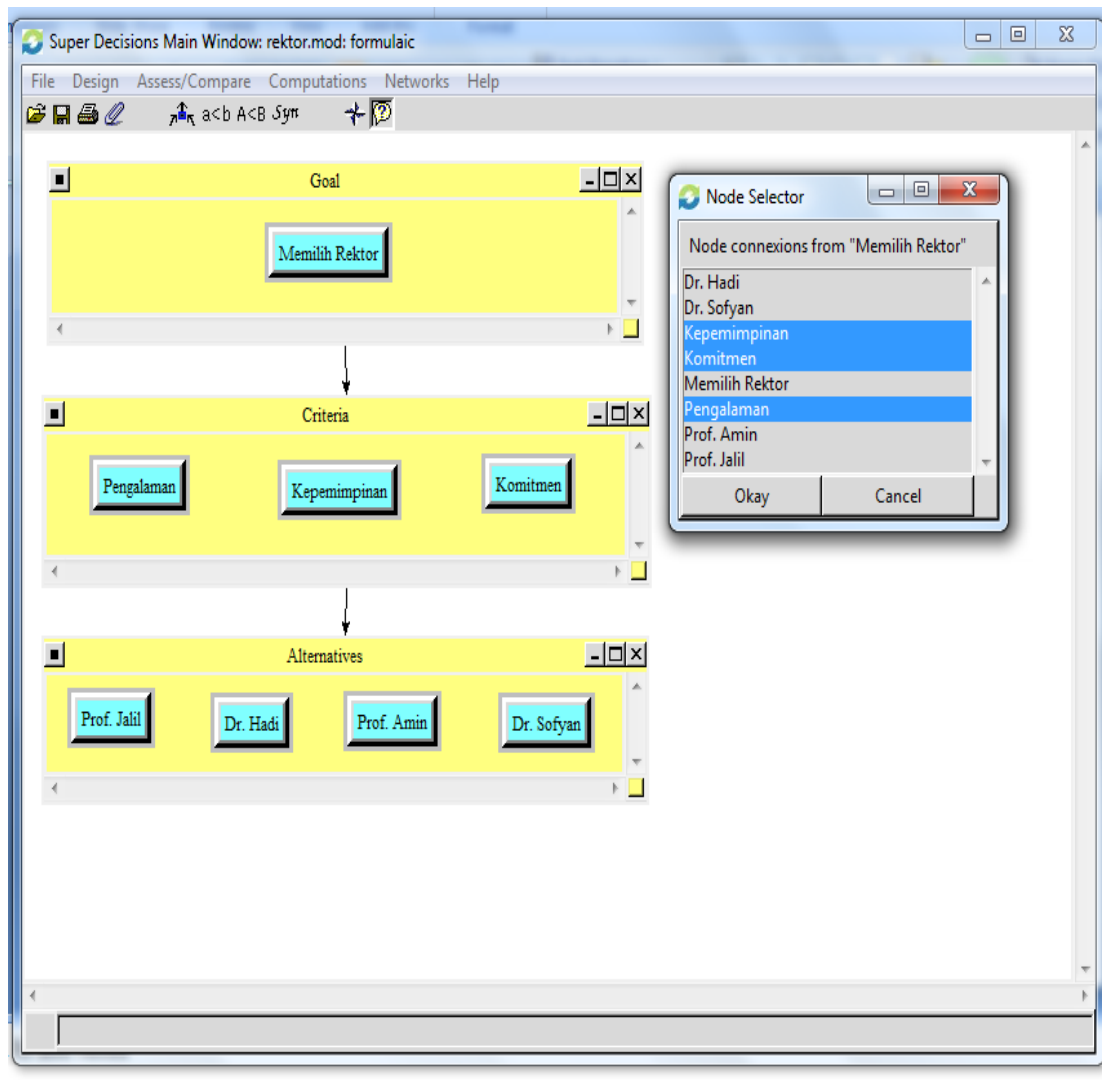 Super Decisions Main Window: rektor.mod: formulaic
File Design Assess/Compare Computations Networks Help
a<b A<B Syn
Goal
Memilih Rektor
Node Selector
Node connexions from "Memilih Rektor"
Dr. Hadi
Dr. Sofyan
Kepemimpinan
Komitmen
Memilih Rektor
Pengalaman
Prof. Amin
Prof. Jalil
Okay Cancel
Criteria
Pengalaman Kepemimpinan Komitmen
Alternatives
Prof. Jalil Dr. Hadi Prof. Amin Dr. Sofyan